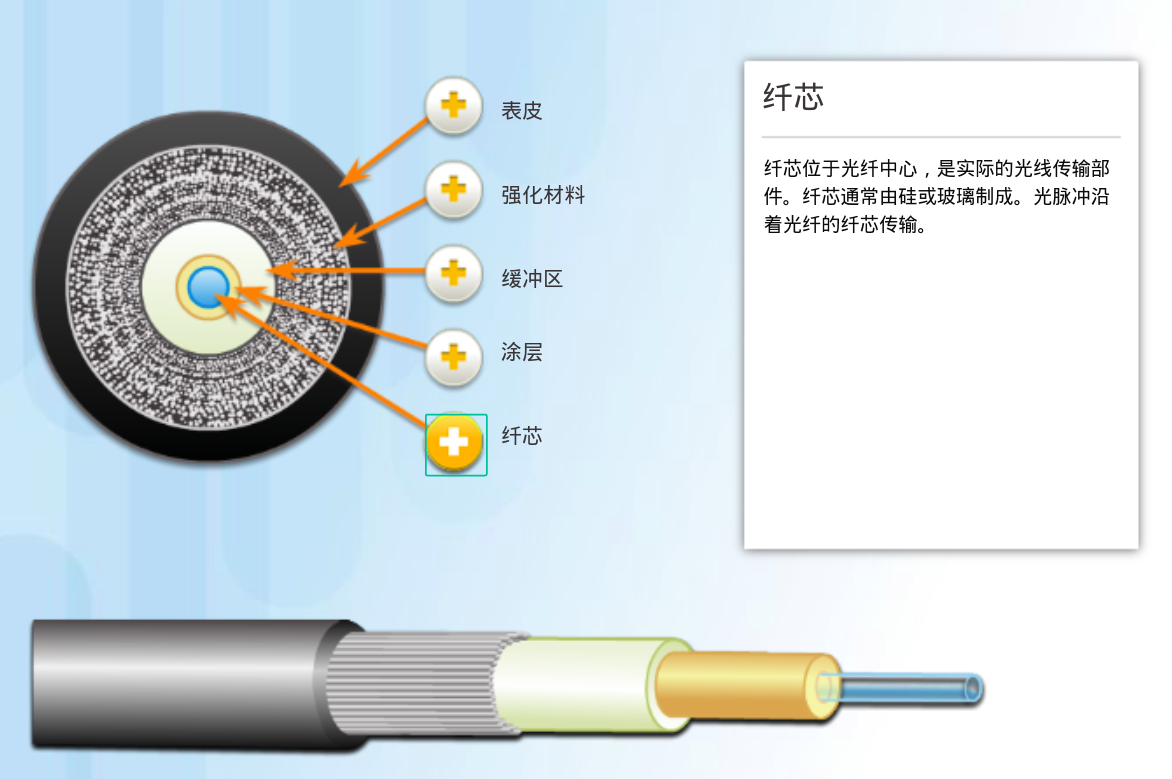 表皮
强化材料
缓冲区
涂层
纤芯
纤芯
纤芯位于光纤中心，是实际的光线传输部
件。纤芯通常由硅或玻璃制成。光脉冲沿
着光纤的纤芯传输。